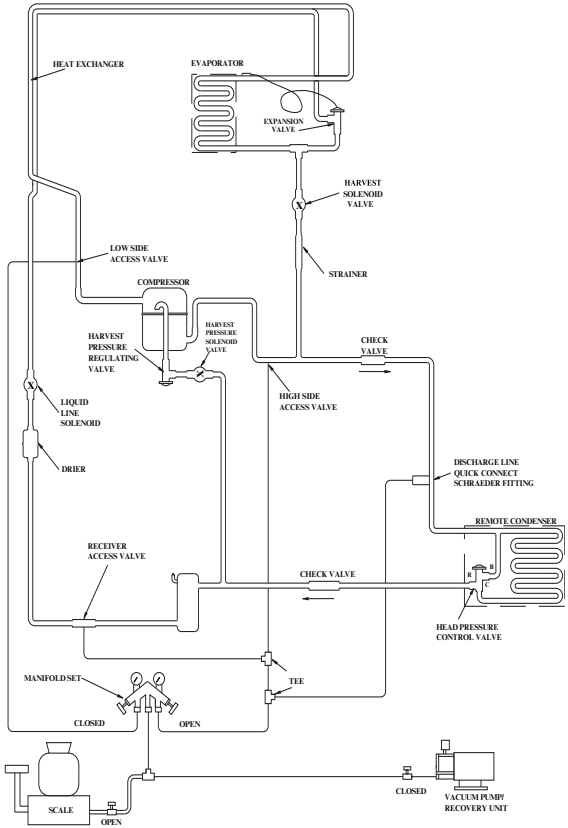 HEAT EXCHANGER
EVAPORATOR
EXPANSION
VALVE
HARVEST
SOLENOID
VALVE
X
STRAINER
LOW SIDE
ACCESS VALVE
COMPRESSOR
HARVEST
PRESSURE
REGULATING
VALVE
HARVEST
PRESSURE
SOLENOID
VALVE
X
CHECK
VALVE
HIGH SIDE
ACCESS VALVE
X
LIQUID
LINE
SOLENOID
DRIER
DISCHARGE LINE
QUICK CONNECT
SCHRAEDER FITTING
REMOTE CONDENSER
R
B
C
RECEIVER
ACCESS VALVE
CHECK VALVE
HEAD PRESSURE
CONTROL VALVE
MANIFOLD SET
TEE
CLOSED
OPEN
SCALE
OPEN
CLOSED
VACUUM PUMP/
RECOVERY UNIT